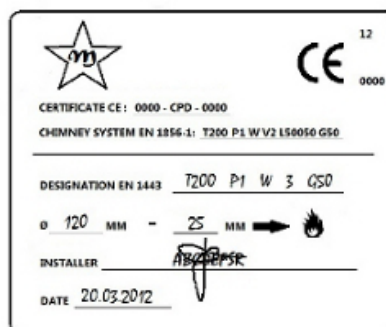 m
12
CE
0000
CERTIFICATE CE: 0000 - CPD - 0000
CHIMNEY SYSTEM EN 1856-1: T200 P1 W V2 L50050 G50
DESIGNATION EN 1443 T200 P1 W 3 G50
Ø 120 MM - 25 MM
INSTALLER
DATE 20.03.2012